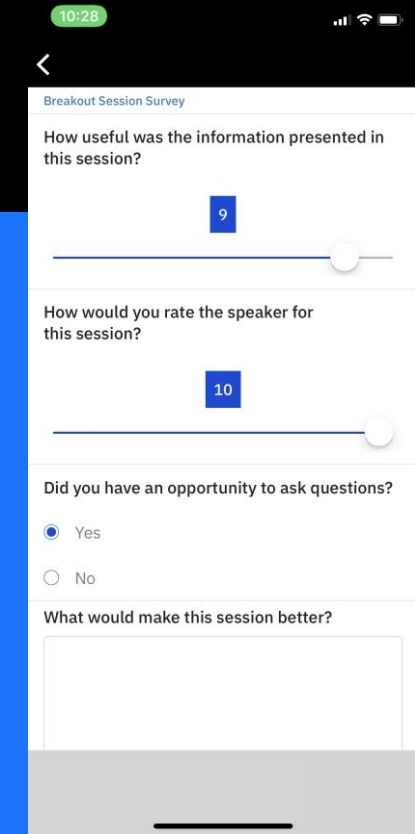 10:28
Breakout Session Survey
How useful was the information presented in
this session?
9
How would you rate the speaker for
this session?
10
Did you have an opportunity to ask questions?
Yes
No
What would make this session better?